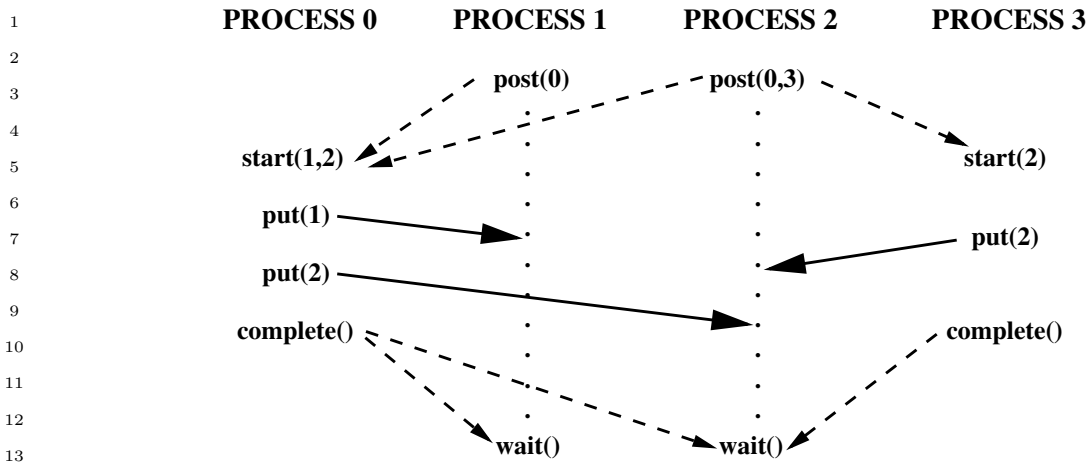 1 PROCESS 0 PROCESS 1 PROCESS 2 PROCESS 3
2
3 post(0) post(0,3)
4
5 start(1,2) start(2)
6 put(1)
7 put(2)
8 put(2)
9
10 complete() complete()
11
12
13 wait() wait()